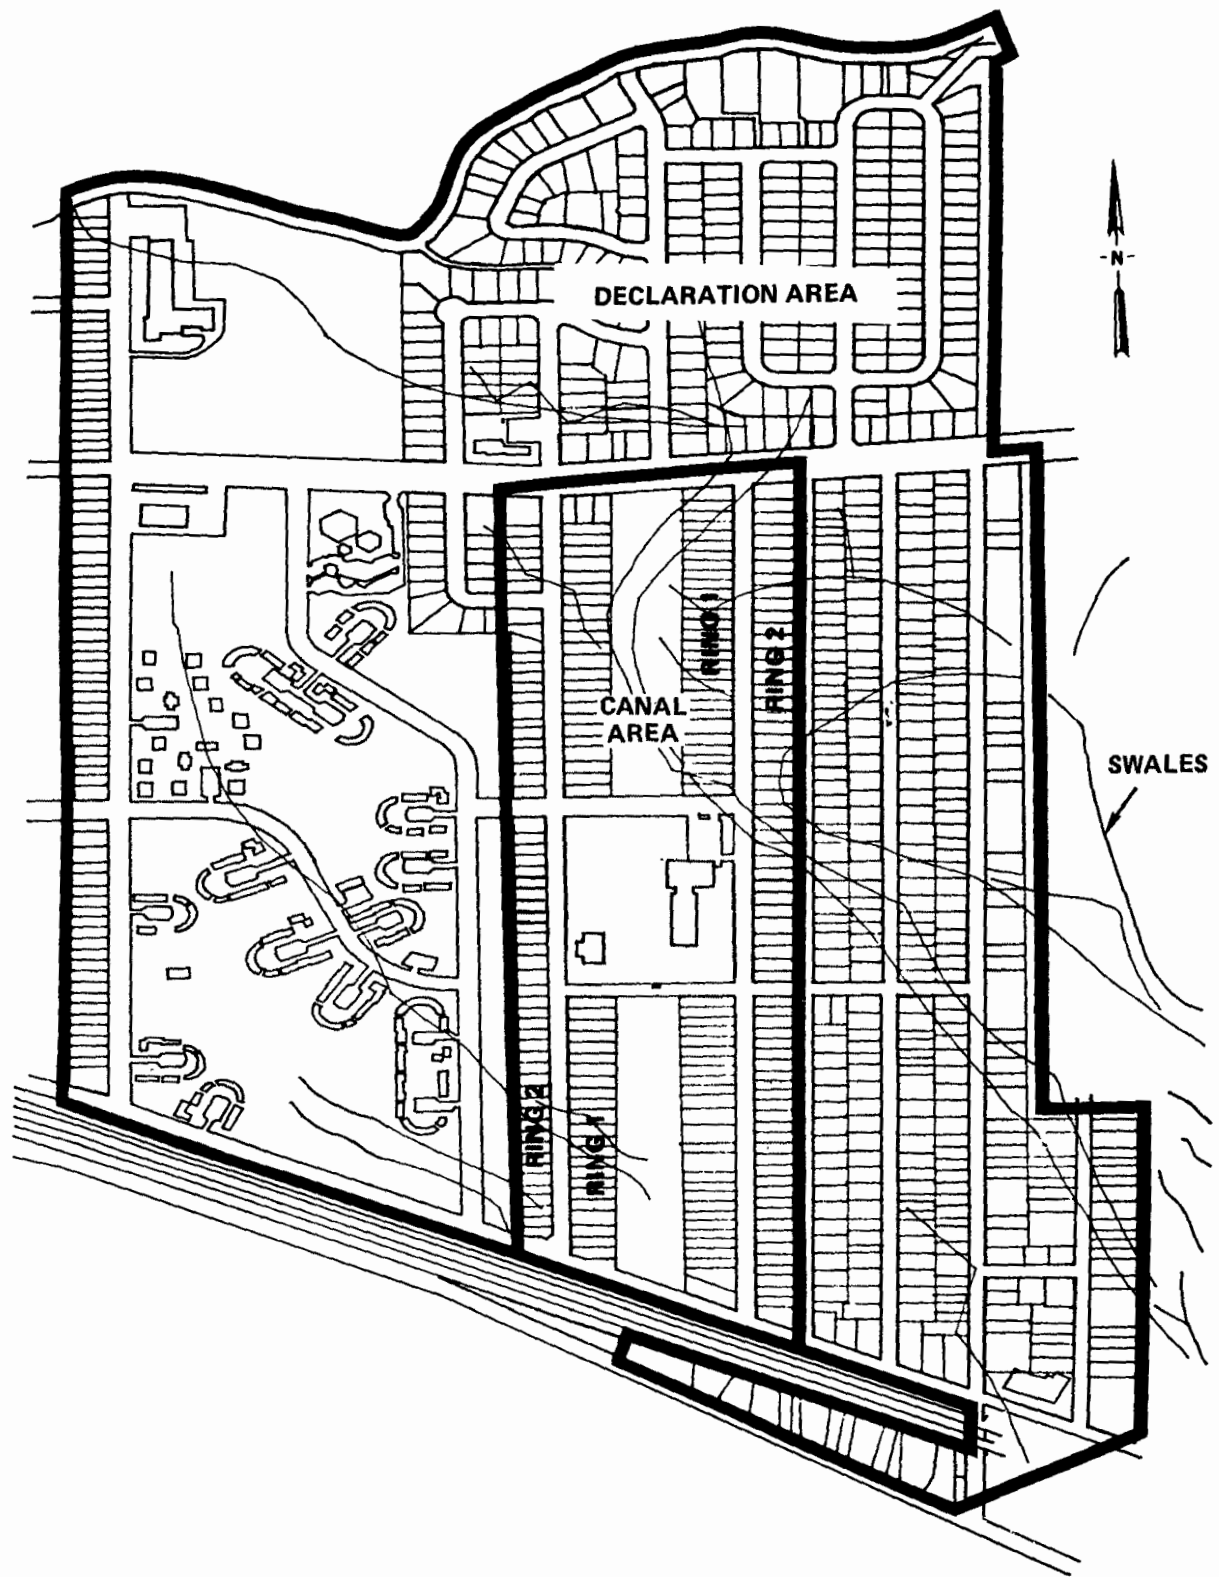 DECLARATION AREA
-N-
RING 1
RING 2
CANAL
AREA
SWALES
RING 2
RING 1